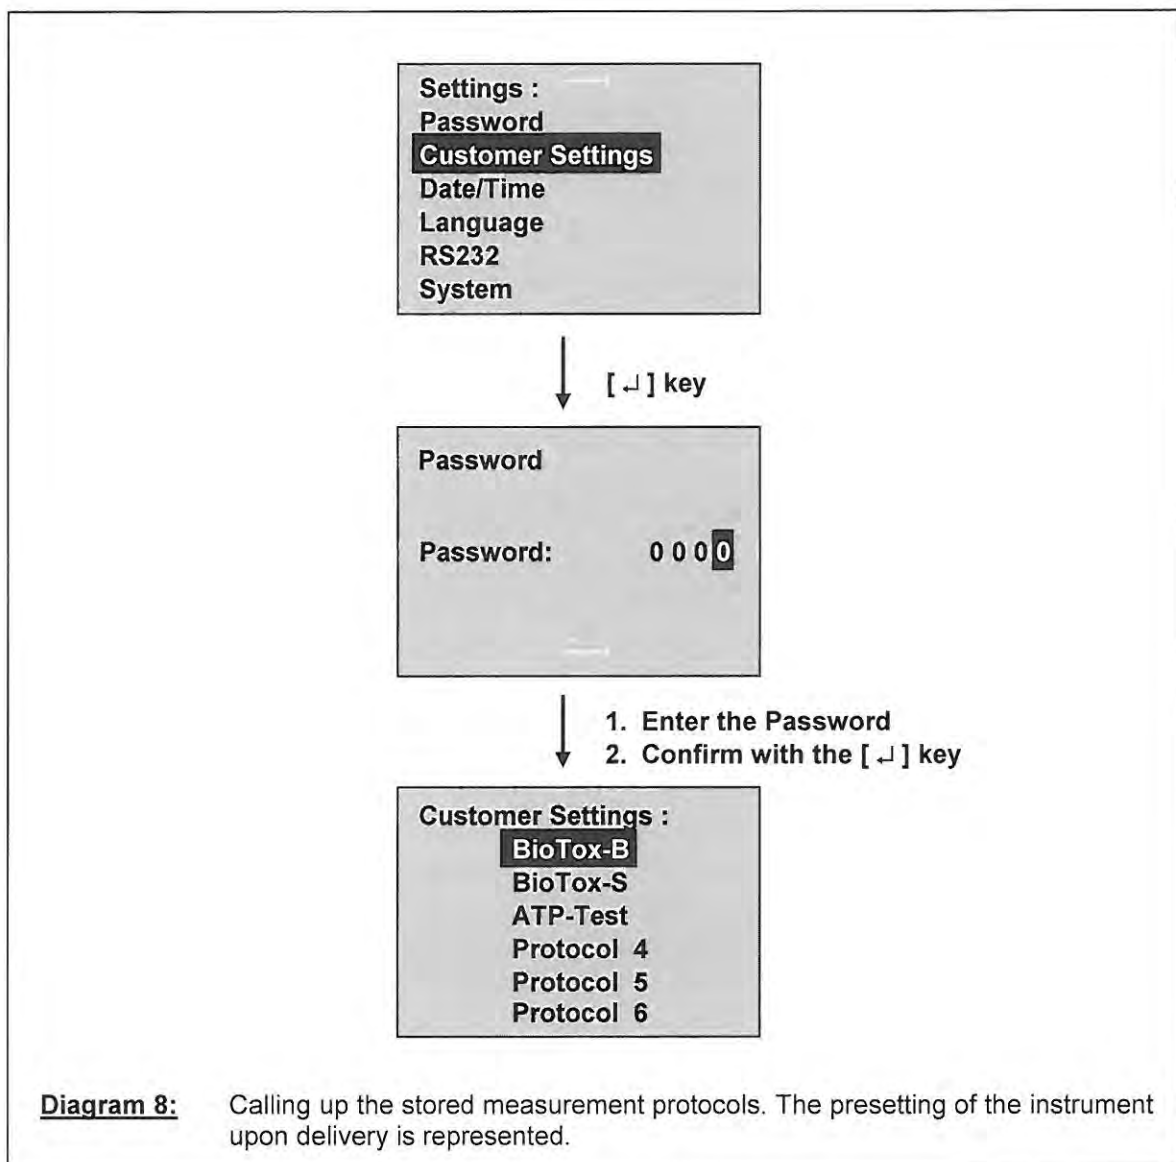 Settings :
Password
Customer Settings
Date/Time
Language
RS232
System
[ ↵ ] key
Password
Password: 0 0 0 0
1. Enter the Password
2. Confirm with the [ ↵ ] key
Customer Settings :
BioTox-B
BioTox-S
ATP-Test
Protocol 4
Protocol 5
Protocol 6
Diagram 8: Calling up the stored measurement protocols. The presetting of the instrument
upon delivery is represented.